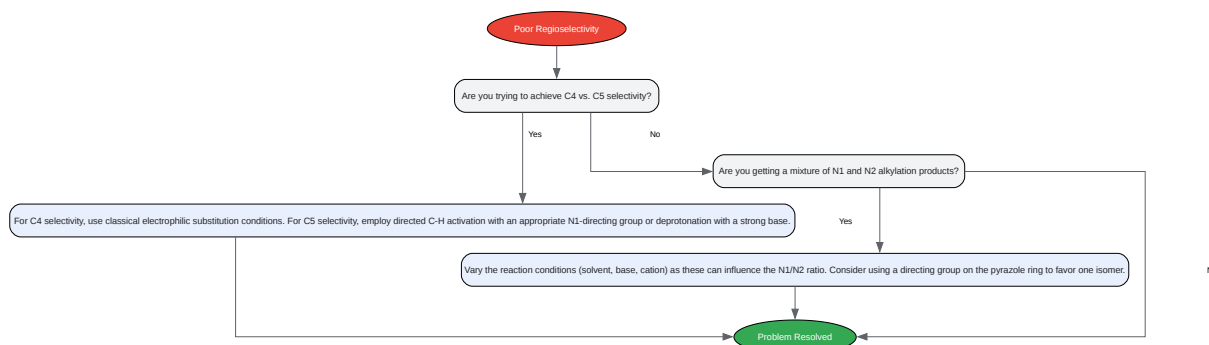 Poor Regioselectivity
Are you trying to achieve C4 vs. C5 selectivity?
Yes
No
Are you getting a mixture of N1 and N2 alkylation products?
For C4 selectivity, use classical electrophilic substitution conditions. For C5 selectivity, employ directed C-H activation with an appropriate N1-directing group or deprotonation with a strong base.
Yes
Vary the reaction conditions (solvent, base, cation) as these can influence the N1/N2 ratio. Consider using a directing group on the pyrazole ring to favor one isomer.
Problem Resolved